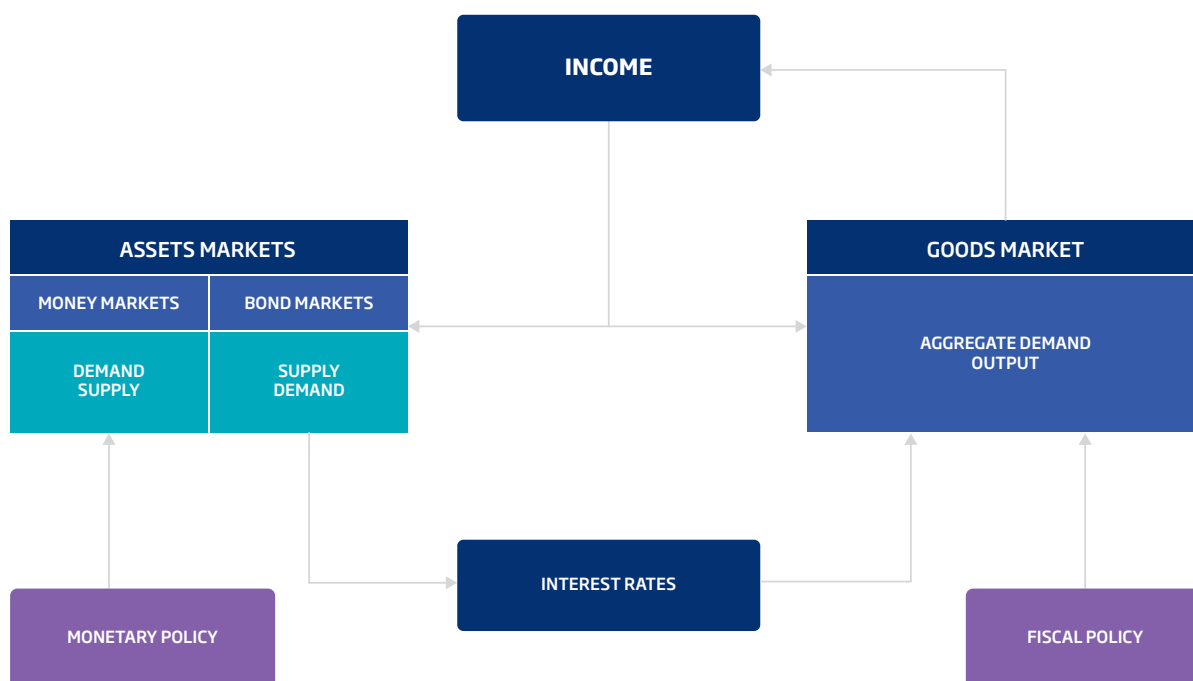 INCOME
ASSETS MARKETS
MONEY MARKETS
BOND MARKETS
DEMAND
SUPPLY
SUPPLY
DEMAND
GOODS MARKET
AGGREGATE DEMAND
OUTPUT
INTEREST RATES
MONETARY POLICY
FISCAL POLICY